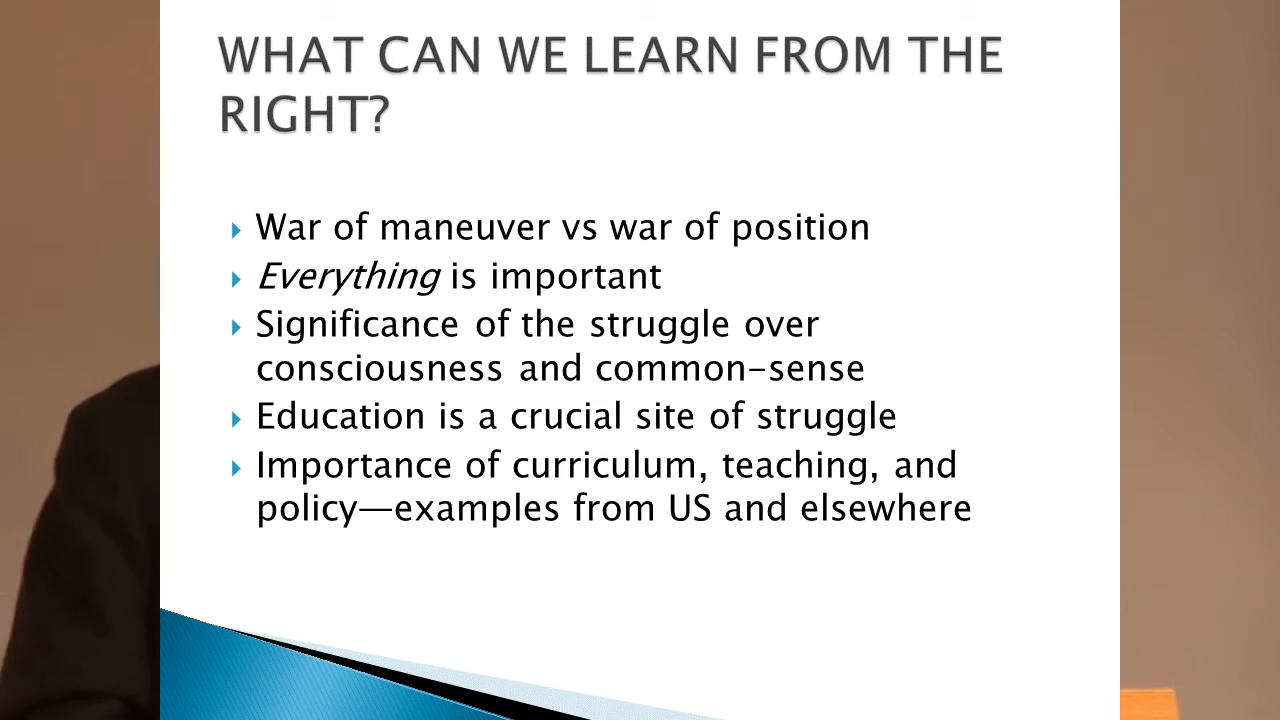 WHAT CAN WE LEARN FROM THE
RIGHT?
War of maneuver vs war of position
Everything is important
Significance of the struggle over
consciousness and common-sense
Education is a crucial site of struggle
Importance of curriculum, teaching, and
policy—examples from US and elsewhere